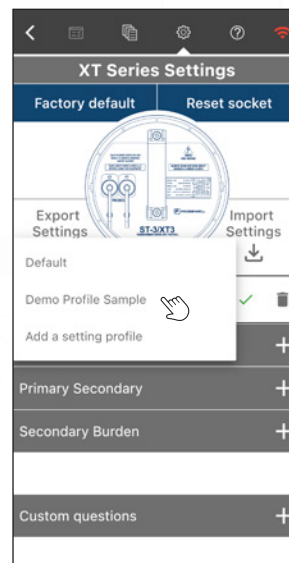 XT Series Settings
Factory default
Reset socket
ST-3/XT3
Export
Settings
Import
Settings
Default
Demo Profile Sample
Add a setting profile
Primary Secondary
Secondary Burden
Custom questions